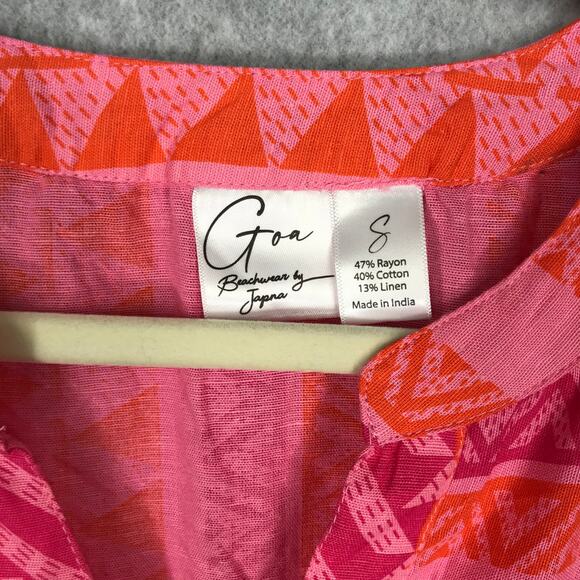 Goa
Beachwear by
Japna
S
47% Rayon
40% Cotton
13% Linen
Made in India